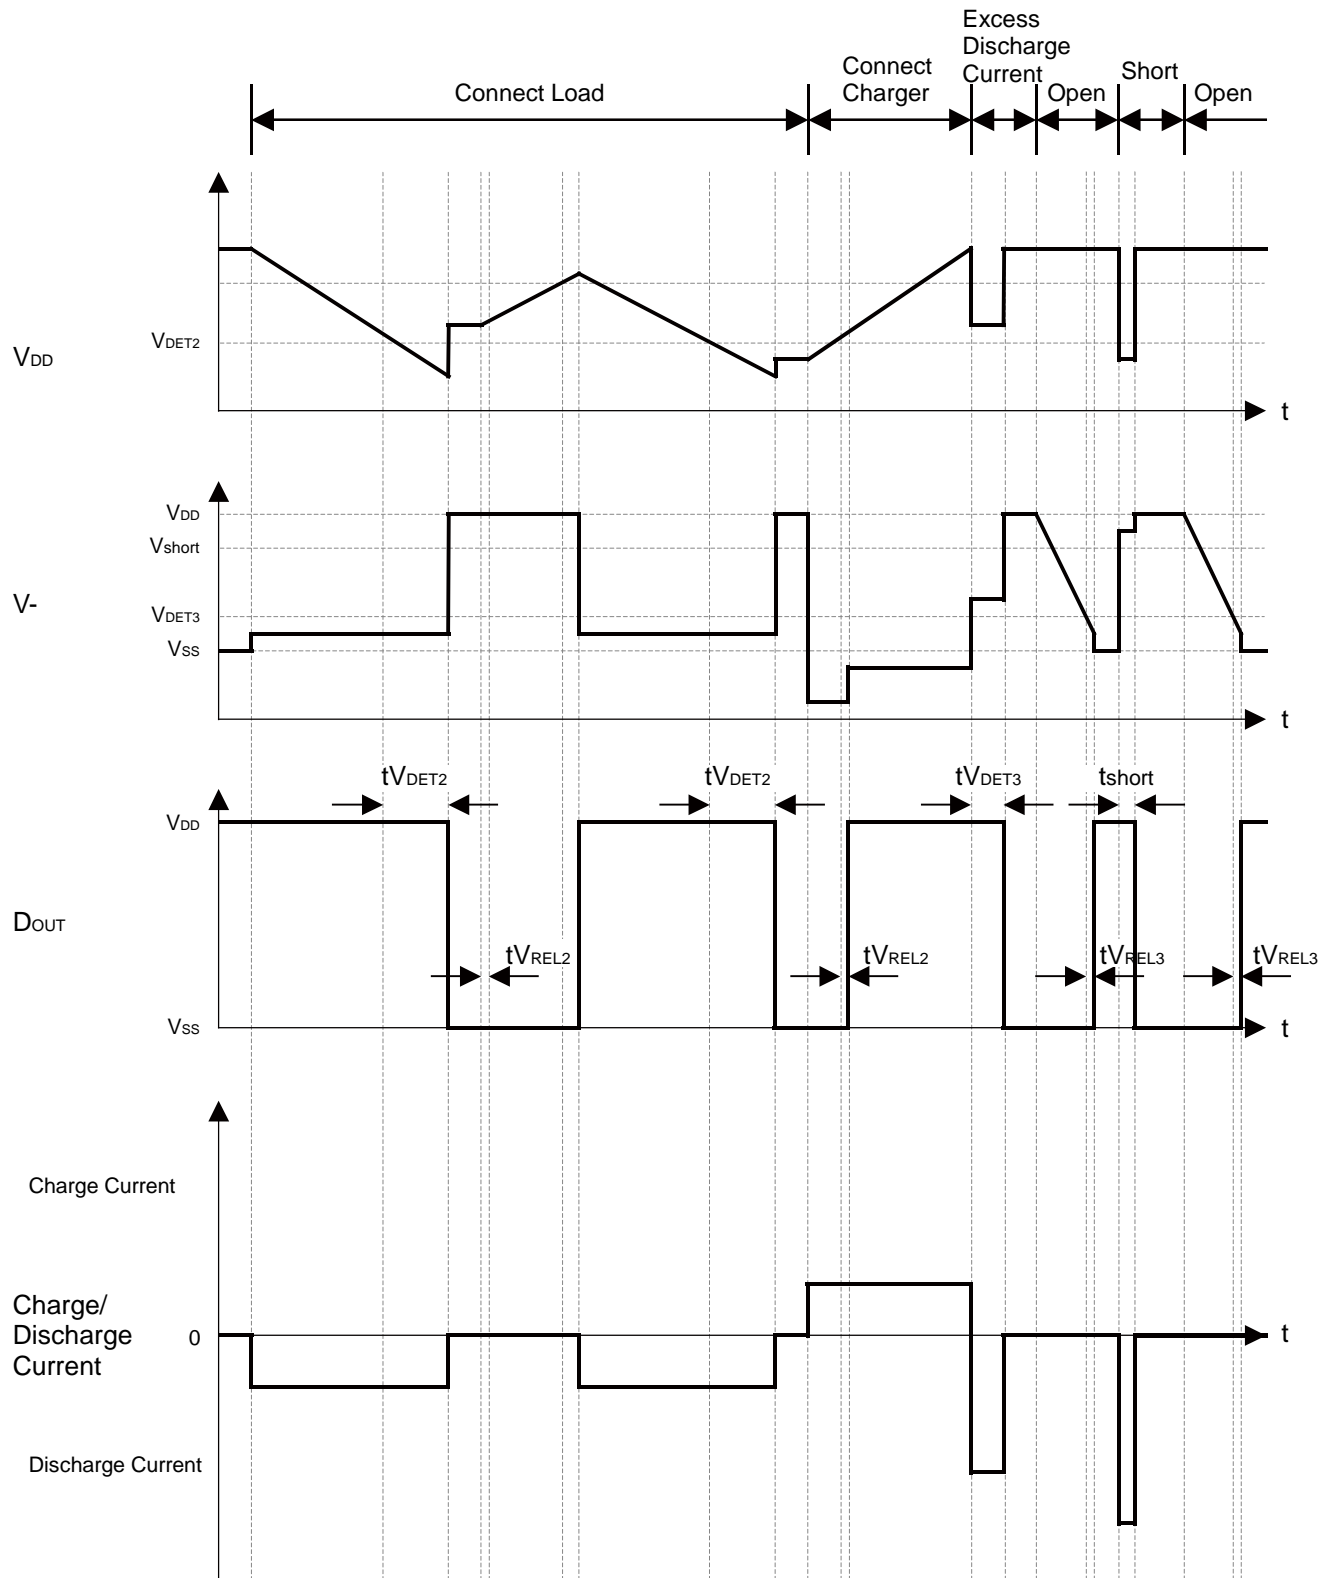 Excess
Discharge
Current
Connect
Charger
Short
Connect Load
Open
Open
VDET2
VDD
t
VDD
Vshort
V-
VDET3
VSS
t
tVDET2
tVDET2
tVDET3
tshort
VDD
DOUT
tVREL2
tVREL2
tVREL3
tVREL3
VSS
t
Charge Current
Charge/
Discharge
Current
0
t
Discharge Current